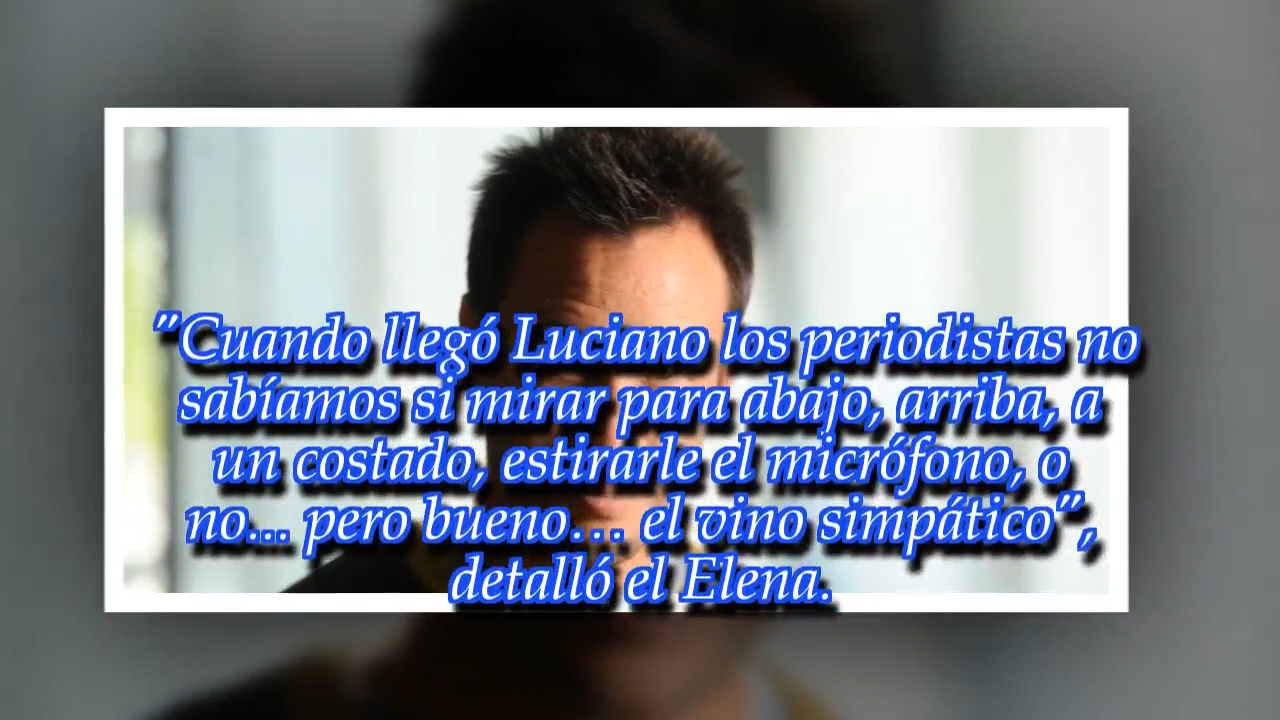 "Cuando llegó Luciano los periodistas no
sabíamos si mirar para abajo, arriba, a
un costado, estirarle el micrófono, o
no... pero bueno… el vino simpático”,
detalló el Elena.